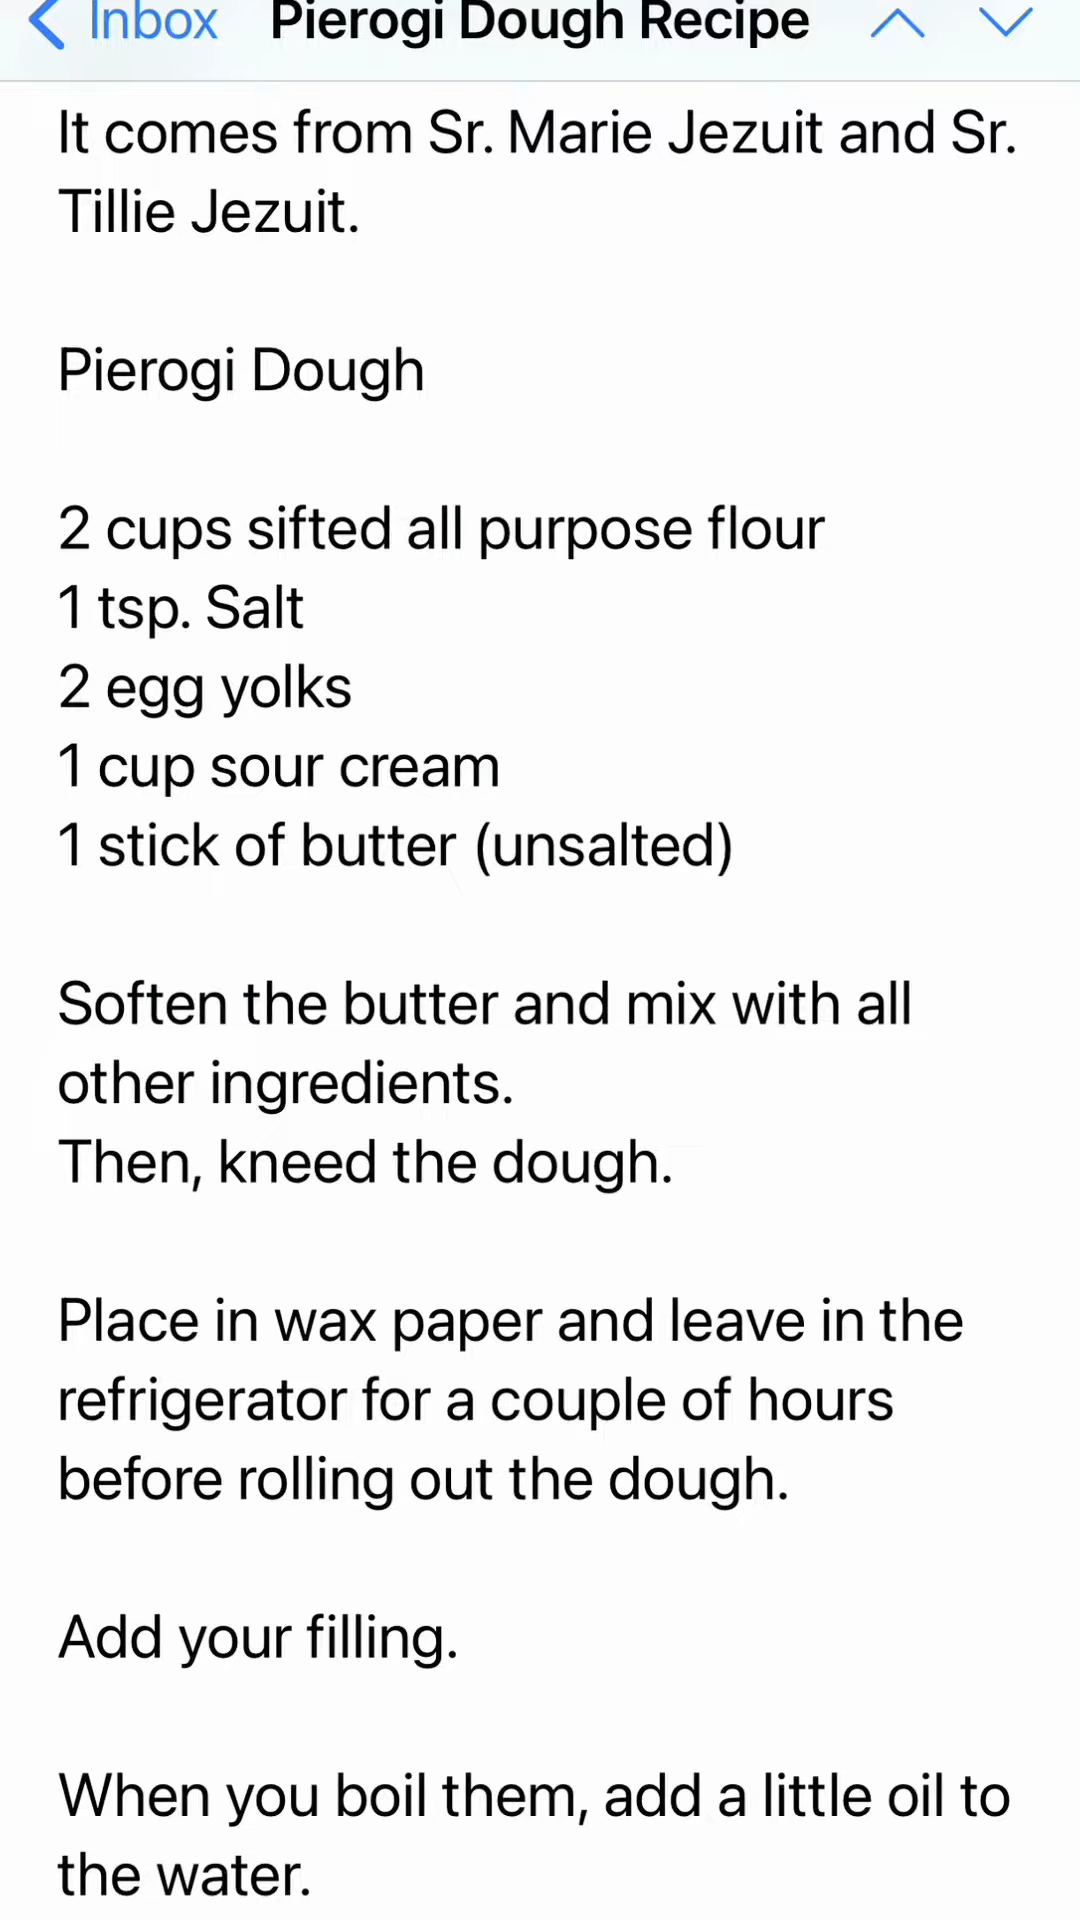 Inbox Pierogi Dough Recipe
It comes from Sr. Marie Jezuit and Sr.
Tillie Jezuit.
Pierogi Dough
2 cups sifted all purpose flour
1 tsp. Salt
2 egg yolks
1 cup sour cream
1 stick of butter (unsalted)
Soften the butter and mix with all
other ingredients.
Then, kneed the dough.
Place in wax paper and leave in the
refrigerator for a couple of hours
before rolling out the dough.
Add your filling.
When you boil them, add a little oil to
the water.